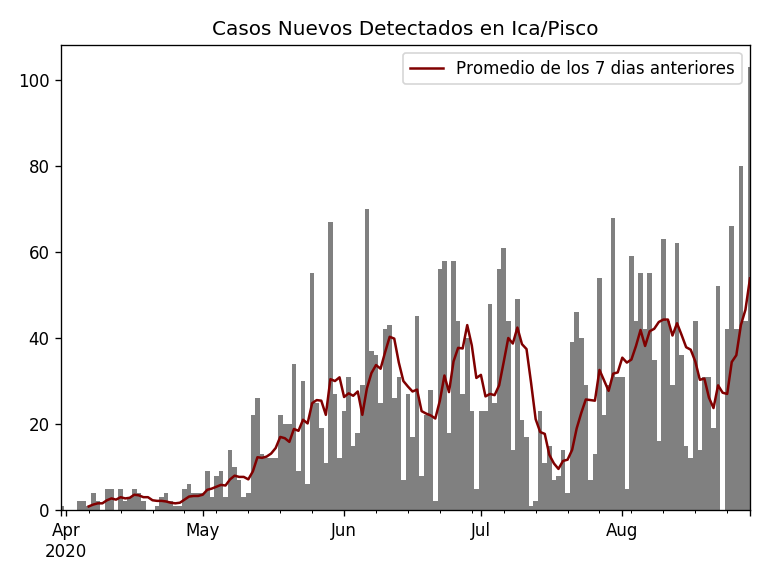 Casos Nuevos Detectados en Ica/Pisco
Promedio de los 7 dias anteriores
100
80
60
40
20
0
Apr May Jun Jul Aug
2020